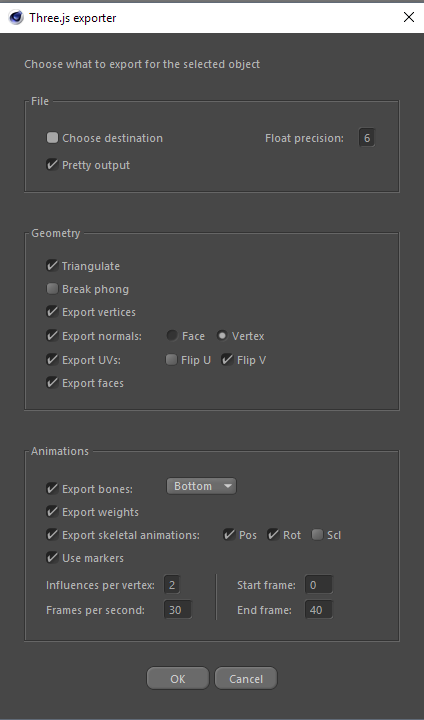 Three.js exporter
Choose what to export for the selected object
File
Choose destination Float precision: 6
Pretty output
Geometry
Triangulate
Break phong
Export vertices
Export normals: Face Vertex
Export UVs: Flip U Flip V
Export faces
Animations
Export bones: Bottom
Export weights
Export skeletal animations: Pos Rot Scl
Use markers
Influences per vertex: 2 Start frame: 0
Frames per second: 30 End frame: 40
OK Cancel